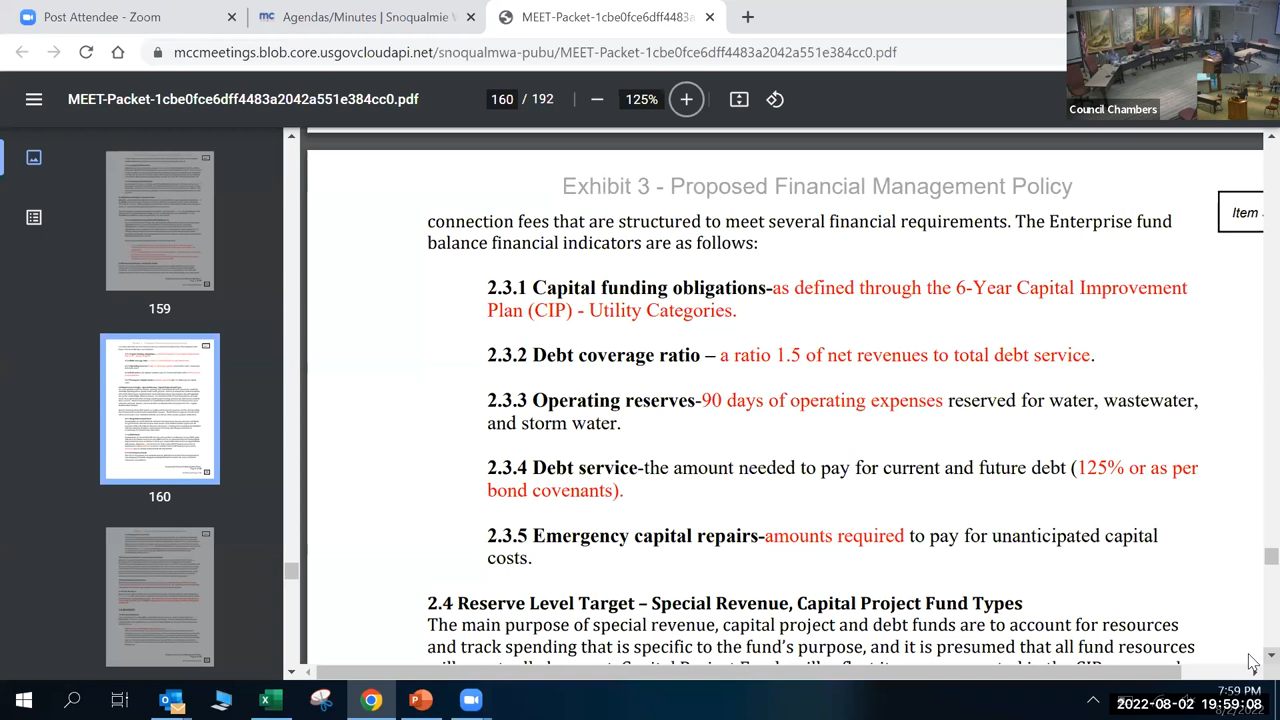 Post Attendee - Zoom
Agendas/Minutes | Snoqualmie W
MEET-Packet-1cbe0fce6dff4483a
mccmeetings.blob.core.usgovcloudapi.net/snoqualmwa-pubu/MEET-Packet-1cbe0fce6dff4483a2042a551e384cc0.pdf
MEET-Packet-1cbe0fce6dff4483a2042a551e384cc0.pdf
160 / 192
125%
Council Chambers
Exhibit 3 - Proposed Financial Management Policy
Item
connection fees that are structured to meet several financial requirements. The Enterprise fund
balance financial indicators are as follows:
2.3.1 Capital funding obligations-as defined through the 6-Year Capital Improvement
Plan (CIP) - Utility Categories.
2.3.2 Debt coverage ratio – a ratio 1.5 of net revenues to total debt service.
2.3.3 Operating reserves-90 days of operating expenses reserved for water, wastewater,
and storm water.
2.3.4 Debt service-the amount needed to pay for current and future debt (125% or as per
bond covenants).
2.3.5 Emergency capital repairs-amounts required to pay for unanticipated capital
costs.
2.4 Reserve Level Target – Special Revenue, Capital Project Fund Types
The main purpose of special revenue, capital project and debt funds are to account for resources
and track spending that is specific to the fund's purpose, and it is presumed that all fund resources
159
160
7:59 PM
2022-08-02 19:59:08